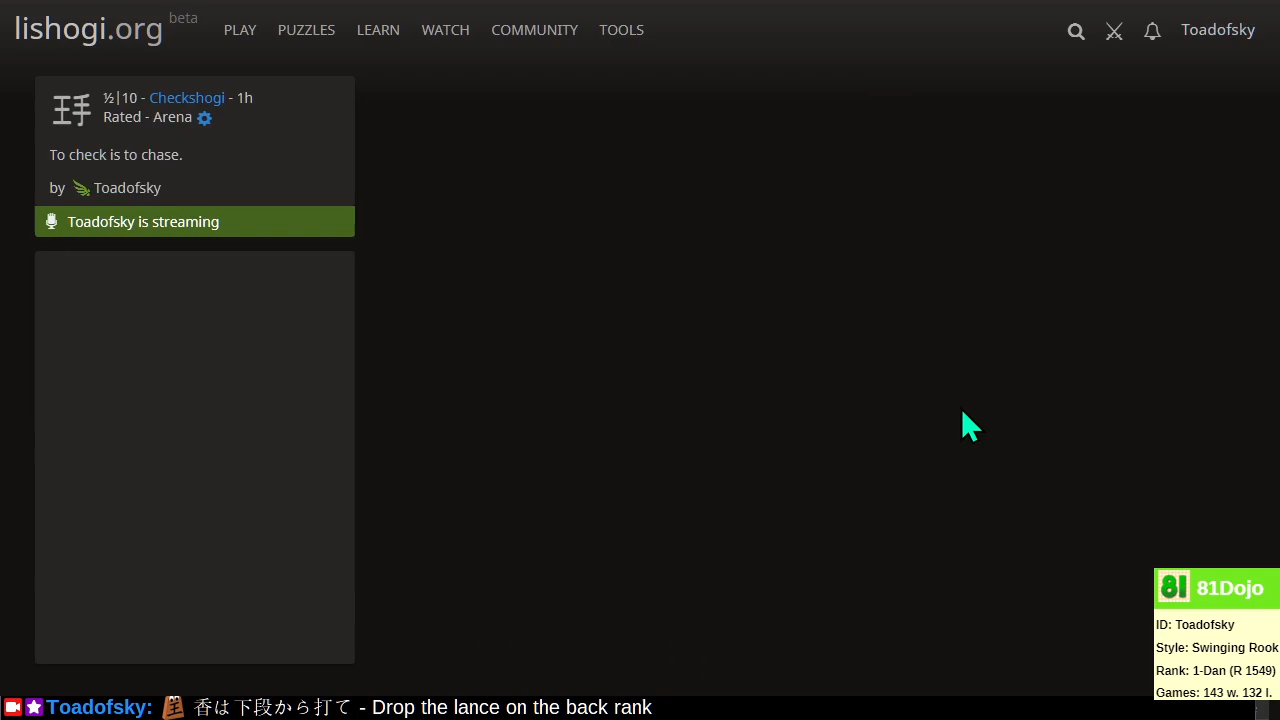 lishogi.org beta PLAY PUZZLES LEARN WATCH COMMUNITY TOOLS Toadofsky
王手 ½|10 - Checkshogi - 1h
Rated - Arena
To check is to chase.
by Toadofsky
Toadofsky is streaming
81 81Dojo
ID: Toadofsky
Style: Swinging Rook
Rank: 1-Dan (R 1549)
Games: 143 w. 132 l.
Toadofsky: 香は下段から打て - Drop the lance on the back rank